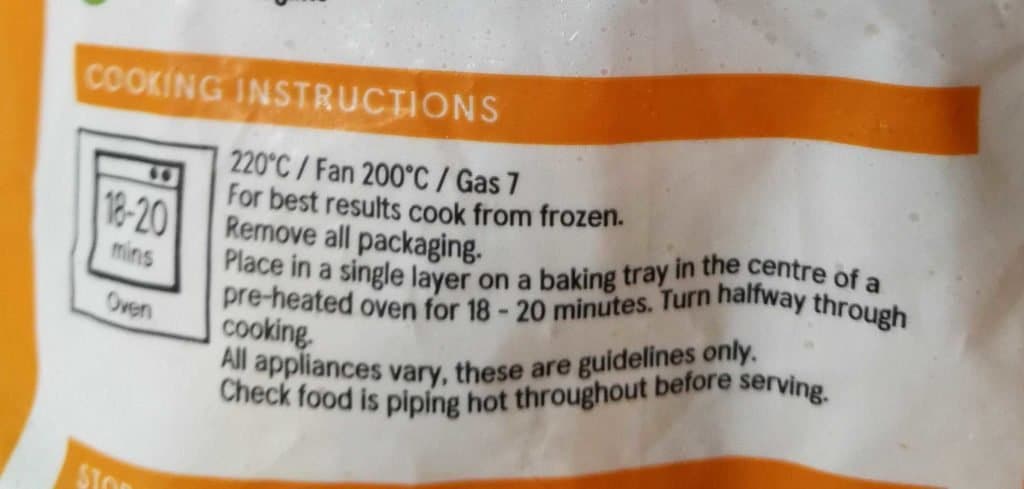 COOKING INSTRUCTIONS
18-20
mins
Oven
220°C / Fan 200°C / Gas 7
For best results cook from frozen.
Remove all packaging.
Place in a single layer on a baking tray in the centre of a
pre-heated oven for 18 - 20 minutes. Turn halfway through
cooking.
All appliances vary, these are guidelines only.
Check food is piping hot throughout before serving.